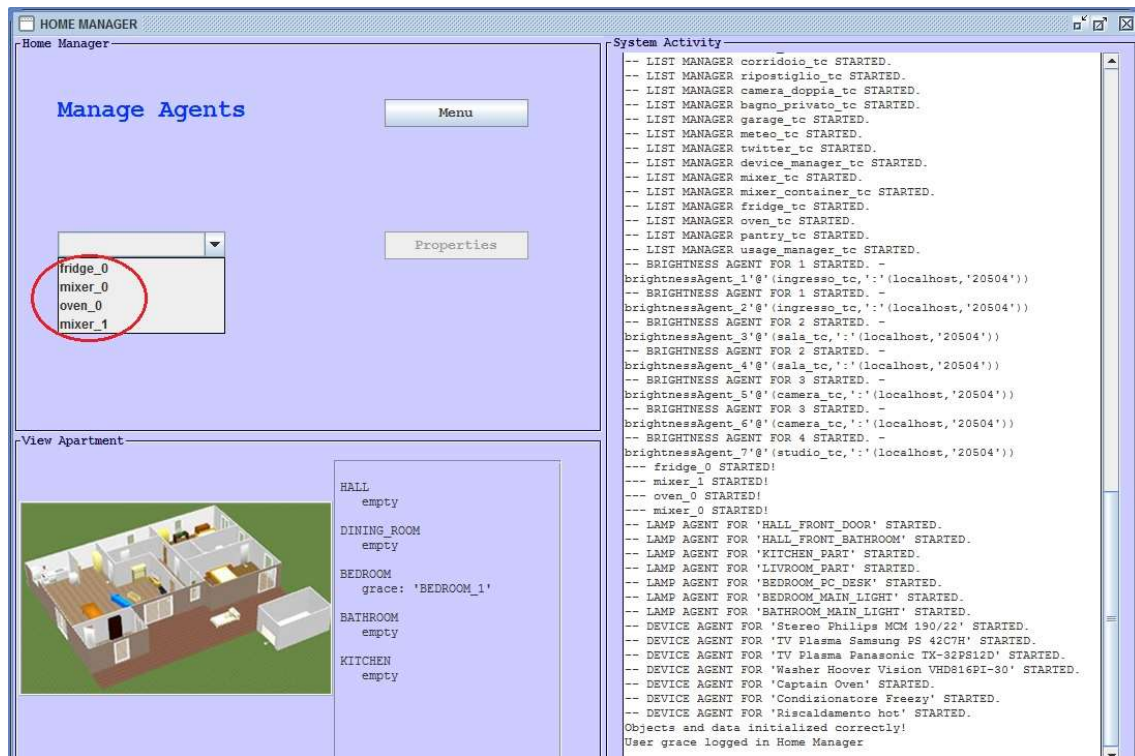 HOME MANAGER
Home Manager
Manage Agents
Menu
Properties
fridge_0
mixer_0
oven_0
mixer_1
View Apartment
HALL
empty
DINING_ROOM
empty
BEDROOM
grace: 'BEDROOM_1'
BATHROOM
empty
KITCHEN
empty
System Activity
-- LIST MANAGER corridoio_tc STARTED.
-- LIST MANAGER ripostiglio_tc STARTED.
-- LIST MANAGER camera_doppia_tc STARTED.
-- LIST MANAGER bagno_privato_tc STARTED.
-- LIST MANAGER garage_tc STARTED.
-- LIST MANAGER meteo_tc STARTED.
-- LIST MANAGER twitter_tc STARTED.
-- LIST MANAGER device_manager_tc STARTED.
-- LIST MANAGER mixer_tc STARTED.
-- LIST MANAGER mixer_container_tc STARTED.
-- LIST MANAGER fridge_tc STARTED.
-- LIST MANAGER oven_tc STARTED.
-- LIST MANAGER pantry_tc STARTED.
-- LIST MANAGER usage_manager_tc STARTED.
-- BRIGHTNESS AGENT FOR 1 STARTED. -
brightnessAgent_1'@'(ingresso_tc,':'(localhost,'20504'))
-- BRIGHTNESS AGENT FOR 1 STARTED. -
brightnessAgent_2'@'(ingresso_tc,':'(localhost,'20504'))
-- BRIGHTNESS AGENT FOR 2 STARTED. -
brightnessAgent_3'@'(sala_tc,':'(localhost,'20504'))
-- BRIGHTNESS AGENT FOR 2 STARTED. -
brightnessAgent_4'@'(sala_tc,':'(localhost,'20504'))
-- BRIGHTNESS AGENT FOR 3 STARTED. -
brightnessAgent_5'@'(camera_tc,':'(localhost,'20504'))
-- BRIGHTNESS AGENT FOR 3 STARTED. -
brightnessAgent_6'@'(camera_tc,':'(localhost,'20504'))
-- BRIGHTNESS AGENT FOR 4 STARTED. -
brightnessAgent_7'@'(studio_tc,':'(localhost,'20504'))
--- fridge_0 STARTED!
--- mixer_1 STARTED!
--- oven_0 STARTED!
--- mixer_0 STARTED!
-- LAMP AGENT FOR 'HALL_FRONT_DOOR' STARTED.
-- LAMP AGENT FOR 'HALL_FRONT_BATHROOM' STARTED.
-- LAMP AGENT FOR 'KITCHEN_PART' STARTED.
-- LAMP AGENT FOR 'LIVROOM_PART' STARTED.
-- LAMP AGENT FOR 'BEDROOM_PC_DESK' STARTED.
-- LAMP AGENT FOR 'BEDROOM_MAIN_LIGHT' STARTED.
-- LAMP AGENT FOR 'BATHROOM_MAIN_LIGHT' STARTED.
-- DEVICE AGENT FOR 'Stereo Philips MCM 190/22' STARTED.
-- DEVICE AGENT FOR 'TV Plasma Samsung PS 42C7H' STARTED.
-- DEVICE AGENT FOR 'TV Plasma Panasonic TX-32PS12D' STARTED.
-- DEVICE AGENT FOR 'Washer Hoover Vision VHD816PI-30' STARTED.
-- DEVICE AGENT FOR 'Captain Oven' STARTED.
-- DEVICE AGENT FOR 'Condizionatore Freezy' STARTED.
-- DEVICE AGENT FOR 'Riscaldamento hot' STARTED.
Objects and data initialized correctly!
User grace logged in Home Manager